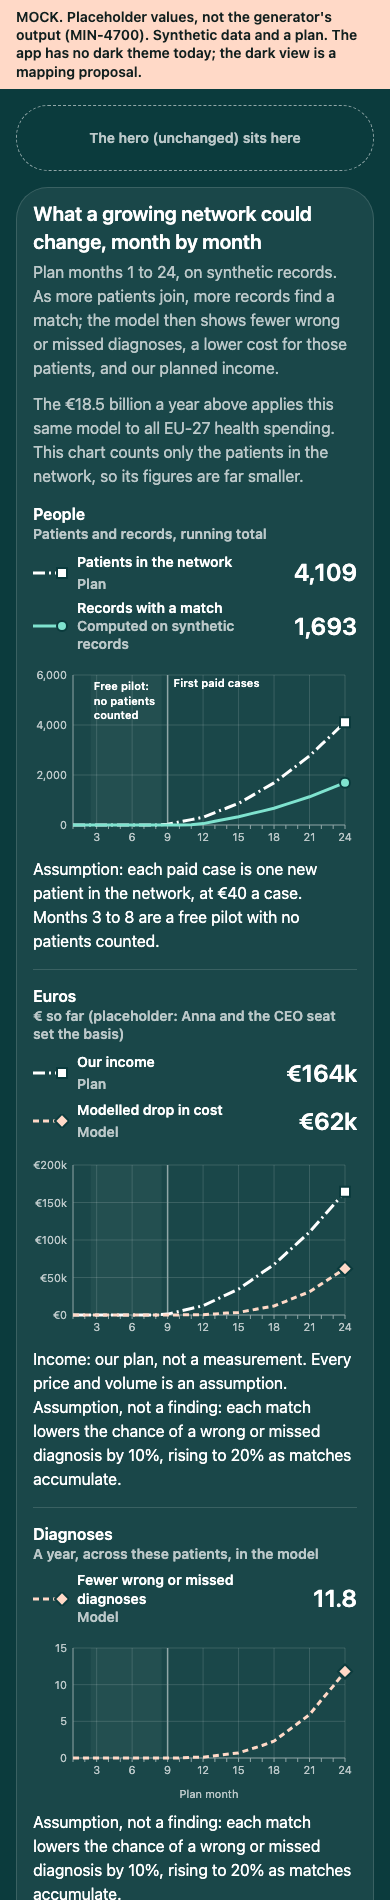 MOCK. Placeholder values, not the generator's
output (MIN-4700). Synthetic data and a plan. The
app has no dark theme today; the dark view is a
mapping proposal.
The hero (unchanged) sits here
What a growing network could
change, month by month
Plan months 1 to 24, on synthetic records.
As more patients join, more records find a
match; the model then shows fewer wrong
or missed diagnoses, a lower cost for those
patients, and our planned income.
The €18.5 billion a year above applies this
same model to all EU-27 health spending.
This chart counts only the patients in the
network, so its figures are far smaller.
People
Patients and records, running total
Patients in the network
Plan
4,109
Records with a match
Computed on synthetic
records
1,693
6,000
4,000
2,000
0
Free pilot:
no patients
counted
First paid cases
3 6 9 12 15 18 21 24
Assumption: each paid case is one new
patient in the network, at €40 a case.
Months 3 to 8 are a free pilot with no
patients counted.
Euros
€ so far (placeholder: Anna and the CEO seat
set the basis)
Our income
Plan
€164k
Modelled drop in cost
Model
€62k
€200k
€150k
€100k
€50k
€0
3 6 9 12 15 18 21 24
Income: our plan, not a measurement. Every
price and volume is an assumption.
Assumption, not a finding: each match
lowers the chance of a wrong or missed
diagnosis by 10%, rising to 20% as matches
accumulate.
Diagnoses
A year, across these patients, in the model
Fewer wrong or missed
diagnoses
Model
11.8
15
10
5
0
3 6 9 12 15 18 21 24
Plan month
Assumption, not a finding: each match
lowers the chance of a wrong or missed
diagnosis by 10%, rising to 20% as matches
accumulate.